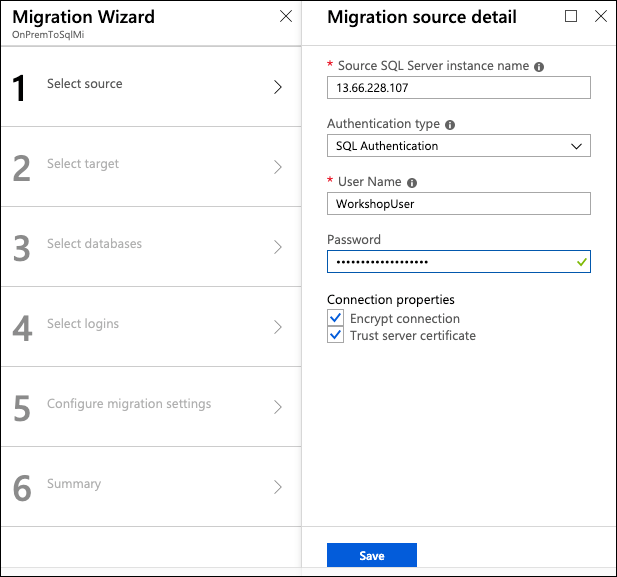 Migration Wizard
OnPremToSqlMi
1 Select source
2 Select target
3 Select databases
4 Select logins
5 Configure migration settings
6 Summary
Migration source detail
* Source SQL Server instance name
13.66.228.107
Authentication type
SQL Authentication
* User Name
WorkshopUser
Password
•••••••••••••••••••
Connection properties
Encrypt connection
Trust server certificate
Save